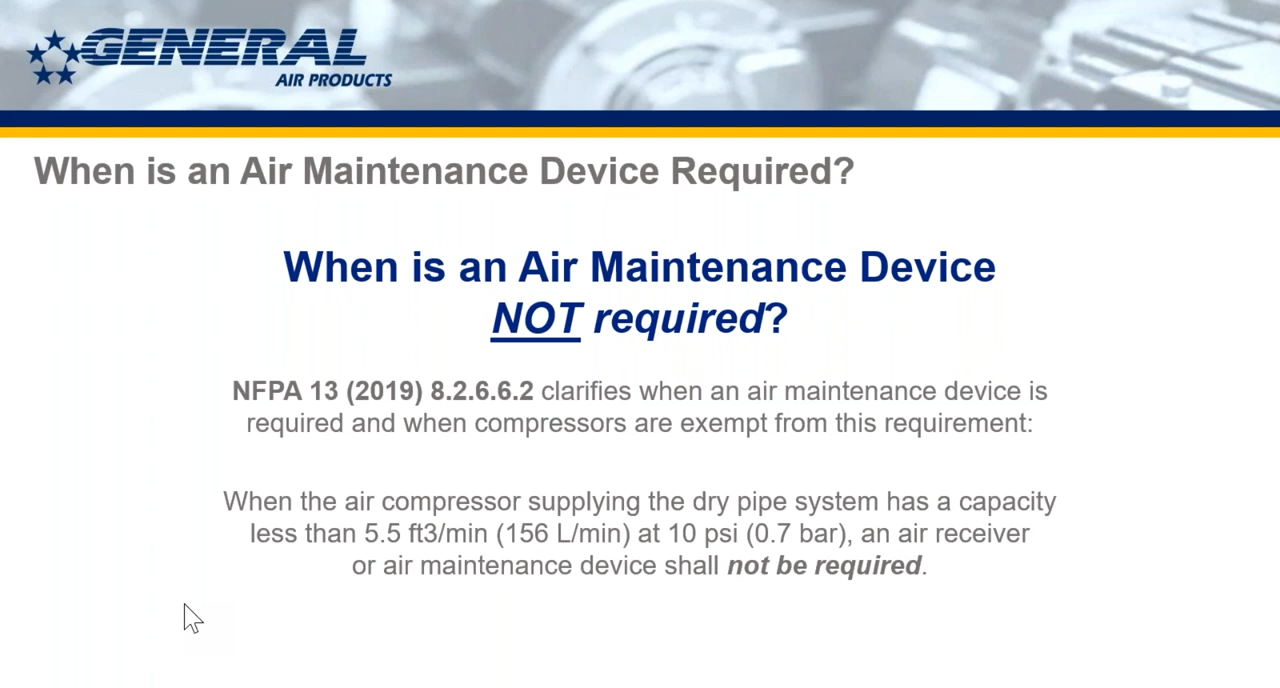 GENERAL
AIR PRODUCTS
When is an Air Maintenance Device Required?
When is an Air Maintenance Device
NOT required?
NFPA 13 (2019) 8.2.6.6.2 clarifies when an air maintenance device is
required and when compressors are exempt from this requirement:
When the air compressor supplying the dry pipe system has a capacity
less than 5.5 ft3/min (156 L/min) at 10 psi (0.7 bar), an air receiver
or air maintenance device shall not be required.